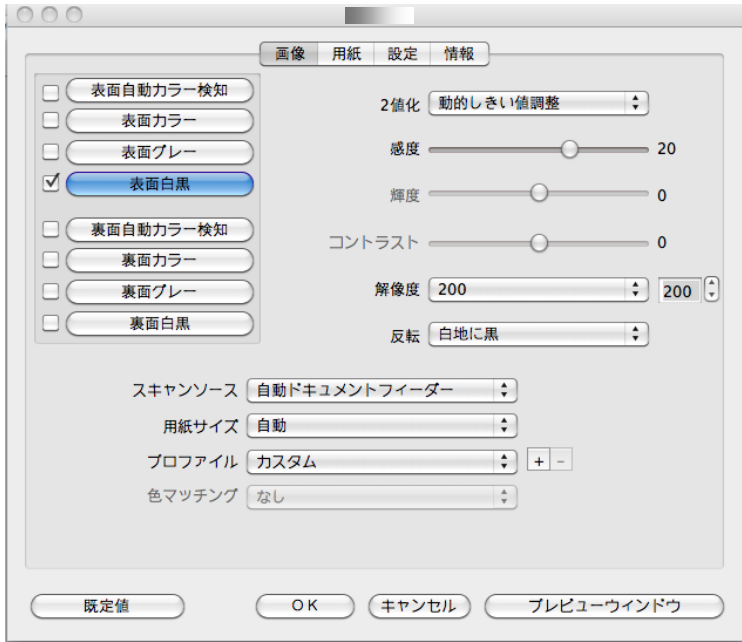 画像 用紙 設定 情報
表面自動カラー検知
表面カラー
表面グレー
表面白黒
裏面自動カラー検知
裏面カラー
裏面グレー
裏面白黒
2値化 動的しきい値調整
感度 20
輝度 0
コントラスト 0
解像度 200 200
反転 白地に黒
スキャンソース 自動ドキュメントフィーダー
用紙サイズ 自動
プロファイル カスタム + -
色マッチング なし
既定値 OK キャンセル プレビューウインドウ